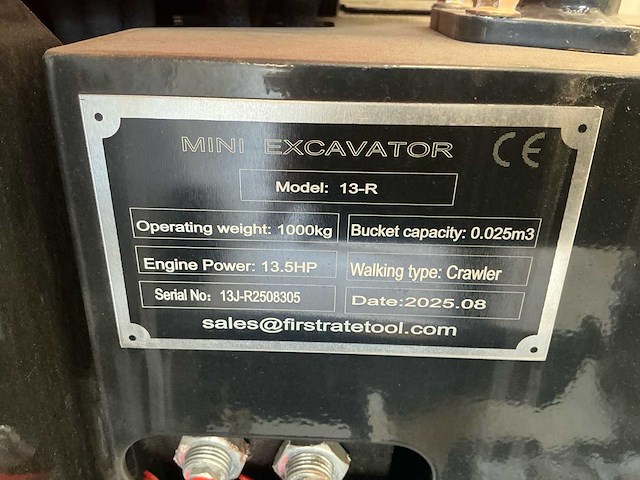 MINI EXCAVATOR CE
Model: 13-R
Operating weight: 1000kg Bucket capacity: 0.025m3
Engine Power: 13.5HP Walking type: Crawler
Serial No: 13J-R2508305 Date:2025.08
sales@firstratetool.com